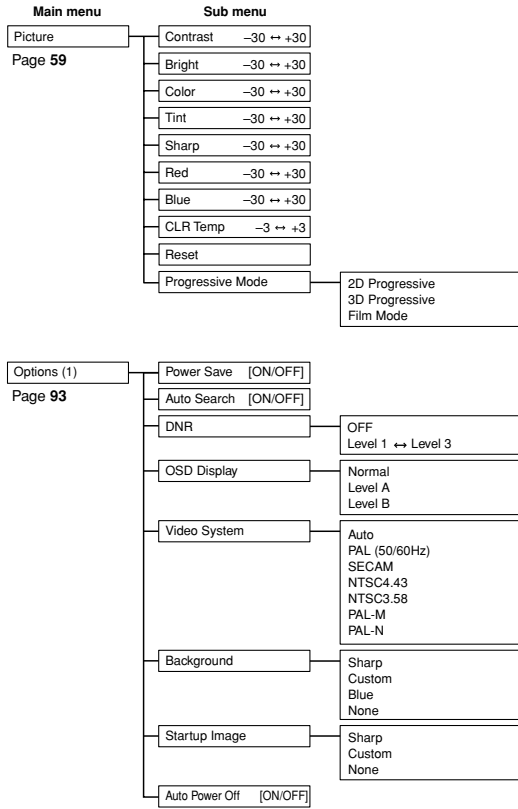 Main menu Sub menu
Picture
Page 59
Contrast –30 ↔ +30
Bright –30 ↔ +30
Color –30 ↔ +30
Tint –30 ↔ +30
Sharp –30 ↔ +30
Red –30 ↔ +30
Blue –30 ↔ +30
CLR Temp –3 ↔ +3
Reset
Progressive Mode
2D Progressive
3D Progressive
Film Mode
Options (1)
Page 93
Power Save [ON/OFF]
Auto Search [ON/OFF]
DNR
OFF
Level 1 ↔ Level 3
OSD Display
Normal
Level A
Level B
Video System
Auto
PAL (50/60Hz)
SECAM
NTSC4.43
NTSC3.58
PAL-M
PAL-N
Background
Sharp
Custom
Blue
None
Startup Image
Sharp
Custom
None
Auto Power Off [ON/OFF]